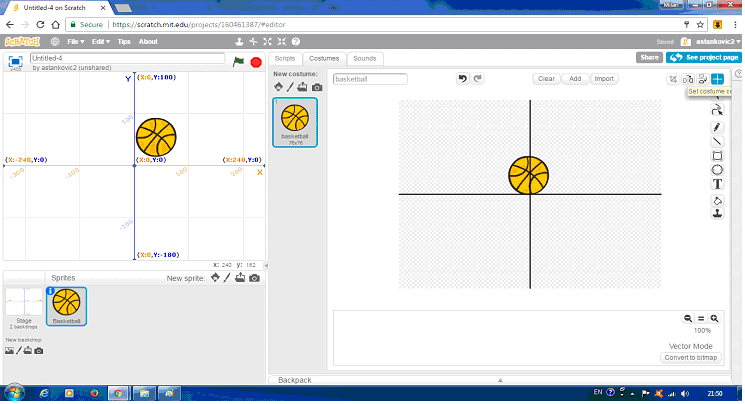 Untitled-4 on Scratch
Milan
Secure
https://scratch.mit.edu/projects/160461387/#editor
SCRATCH
File
Edit
Tips
About
Saved
astankovic2
Untitled-4
by astankovic2 (unshared)
Scripts
Costumes
Sounds
Share
See project page
New costume:
basketball
Clear
Add
Import
Set costume ce
1
basketball
76x76
Y
(X:0,Y:180)
100
(X:-240,Y:0)
(X:0,Y:0)
(X:240,Y:0)
X
100
-100
(X:0,Y:-180)
x: 240 y: 162
Sprites
New sprite:
Stage
2 backdrops
Basketball
New backdrop:
100%
Vector Mode
Convert to bitmap
Backpack
EN
21:50